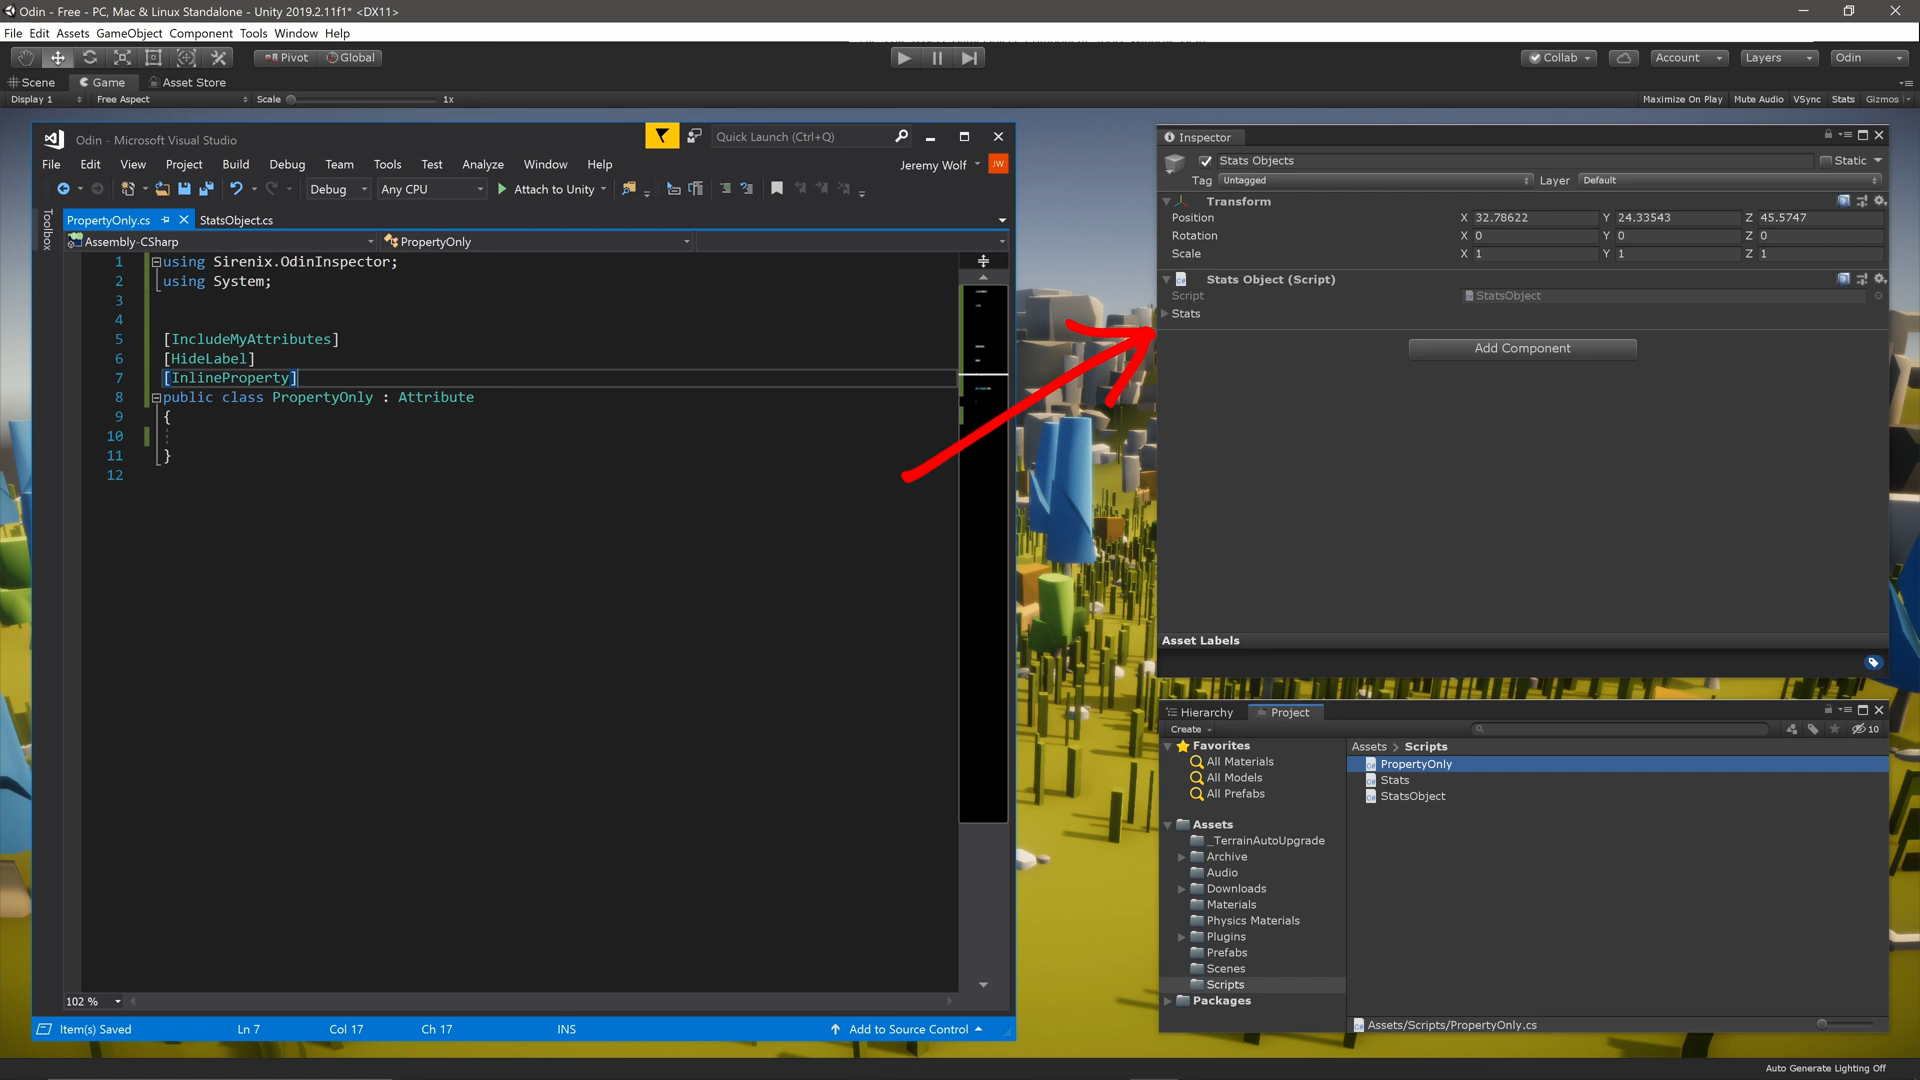 Odin - Free - PC, Mac & Linux Standalone - Unity 2019.2.11f1* <DX11>
File Edit Assets GameObject Component Tools Window Help
Pivot Global Collab Account Layers Odin
Scene Game Asset Store
Display 1 Free Aspect Scale 1x Maximize On Play Mute Audio VSync Stats Gizmos
Odin - Microsoft Visual Studio
Quick Launch (Ctrl+Q)
File Edit View Project Build Debug Team Tools Test Analyze Window Help
Jeremy Wolf JW
Debug Any CPU Attach to Unity
Toolbox
PropertyOnly.cs StatsObject.cs
Assembly-CSharp PropertyOnly
1 using Sirenix.OdinInspector;
2 using System;
3
4
5 [IncludeMyAttributes]
6 [HideLabel]
7 [InlineProperty]
8 public class PropertyOnly : Attribute
9 {
10
11 }
12
102 %
Item(s) Saved Ln 7 Col 17 Ch 17 INS Add to Source Control
Inspector
Stats Objects Static
Tag Untagged Layer Default
Transform
Position X 32.78622 Y 24.33543 Z 45.5747
Rotation X 0 Y 0 Z 0
Scale X 1 Y 1 Z 1
Stats Object (Script)
Script StatsObject
Stats
Add Component
Asset Labels
Hierarchy Project
Create 10
Favorites
All Materials
All Models
All Prefabs
Assets
_TerrainAutoUpgrade
Archive
Audio
Downloads
Materials
Physics Materials
Plugins
Prefabs
Scenes
Scripts
Packages
Assets > Scripts
PropertyOnly
Stats
StatsObject
Assets/Scripts/PropertyOnly.cs
Auto Generate Lighting Off